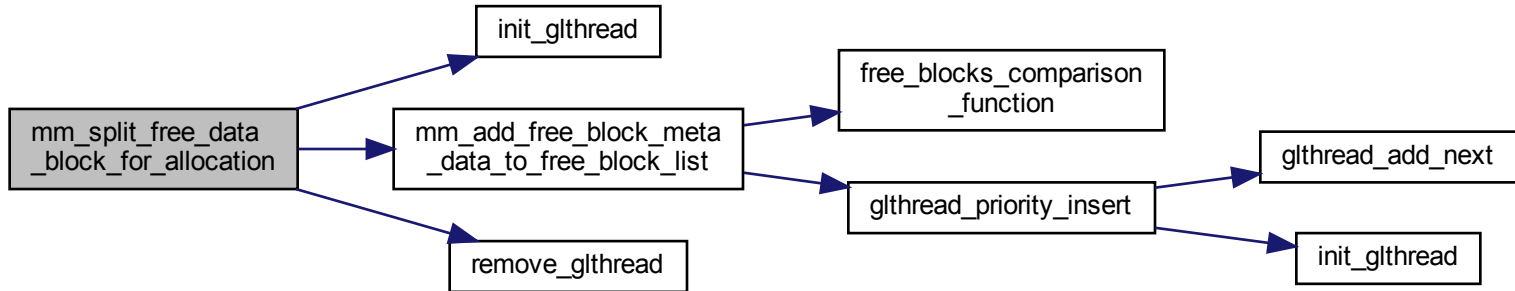 init_glthread
mm_split_free_data
_block_for_allocation
mm_add_free_block_meta
_data_to_free_block_list
remove_glthread
free_blocks_comparison
_function
glthread_priority_insert
glthread_add_next
init_glthread